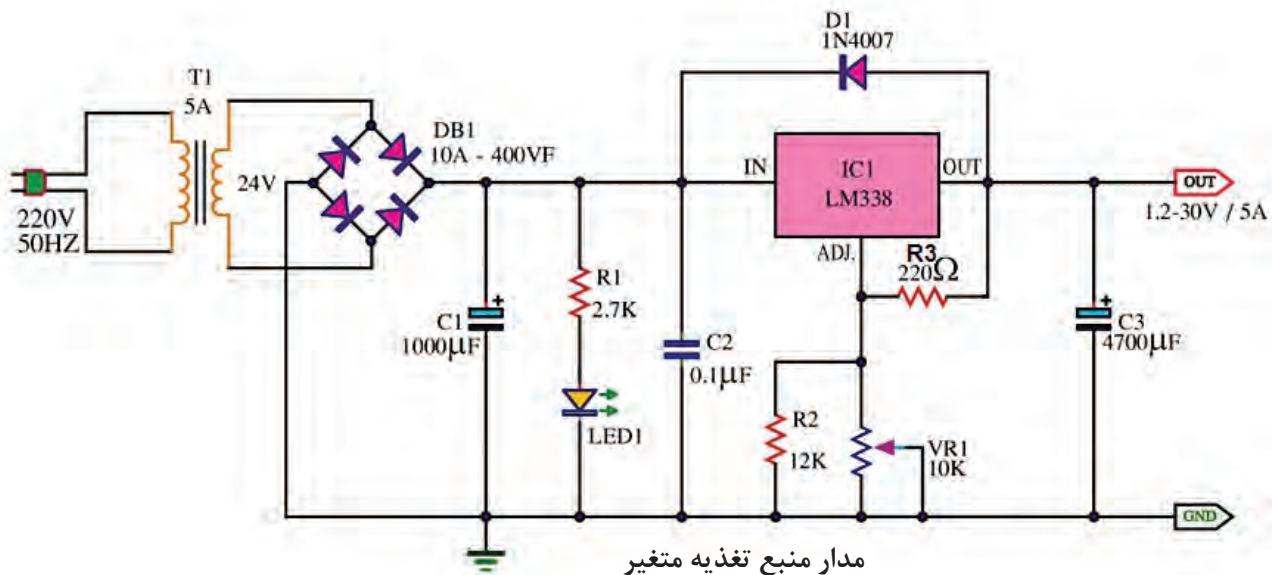 T1
5A
220V
50HZ
24V
DB1
10A - 400VF
C1
1000µF
R1
2.7K
LED1
C2
0.1µF
D1
1N4007
IN
IC1
LM338
OUT
ADJ.
R3
220Ω
R2
12K
VR1
10K
C3
4700µF
OUT
1.2-30V / 5A
GND
مدار منبع تغذیه متغیر